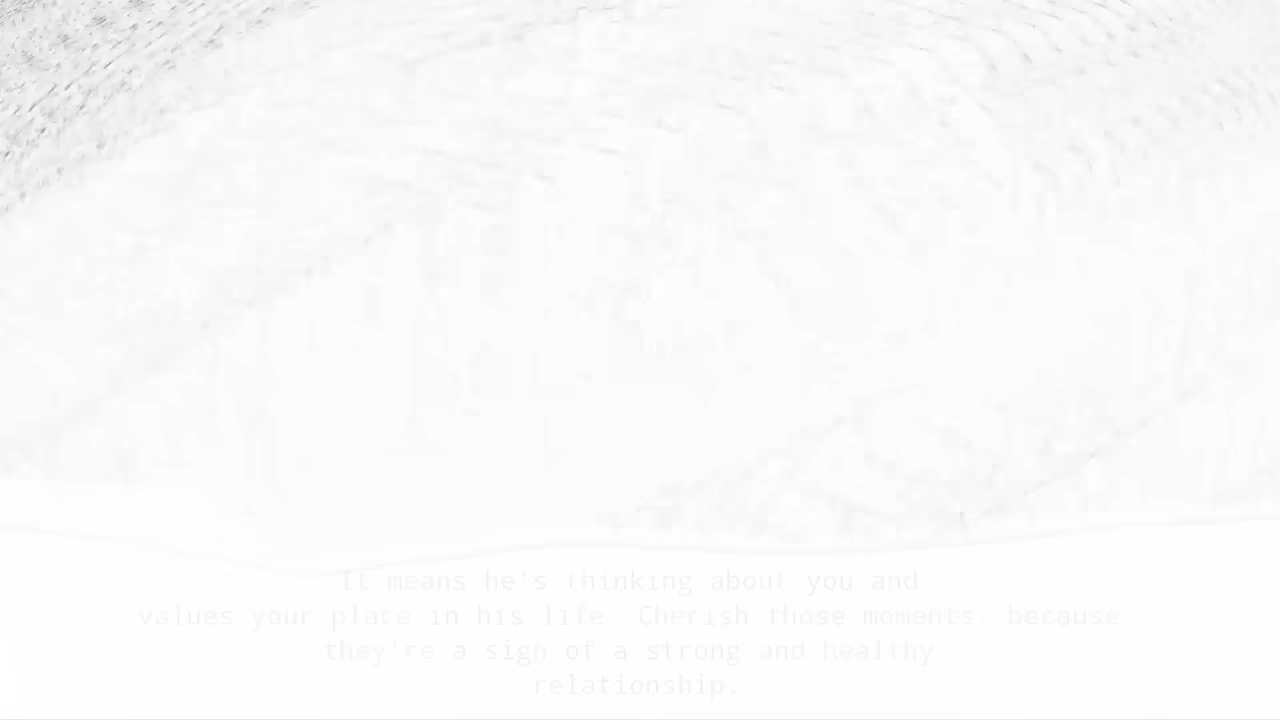 It means he's thinking about you and
values your place in his life. Cherish those moments, because
they're a sign of a strong and healthy
relationship.